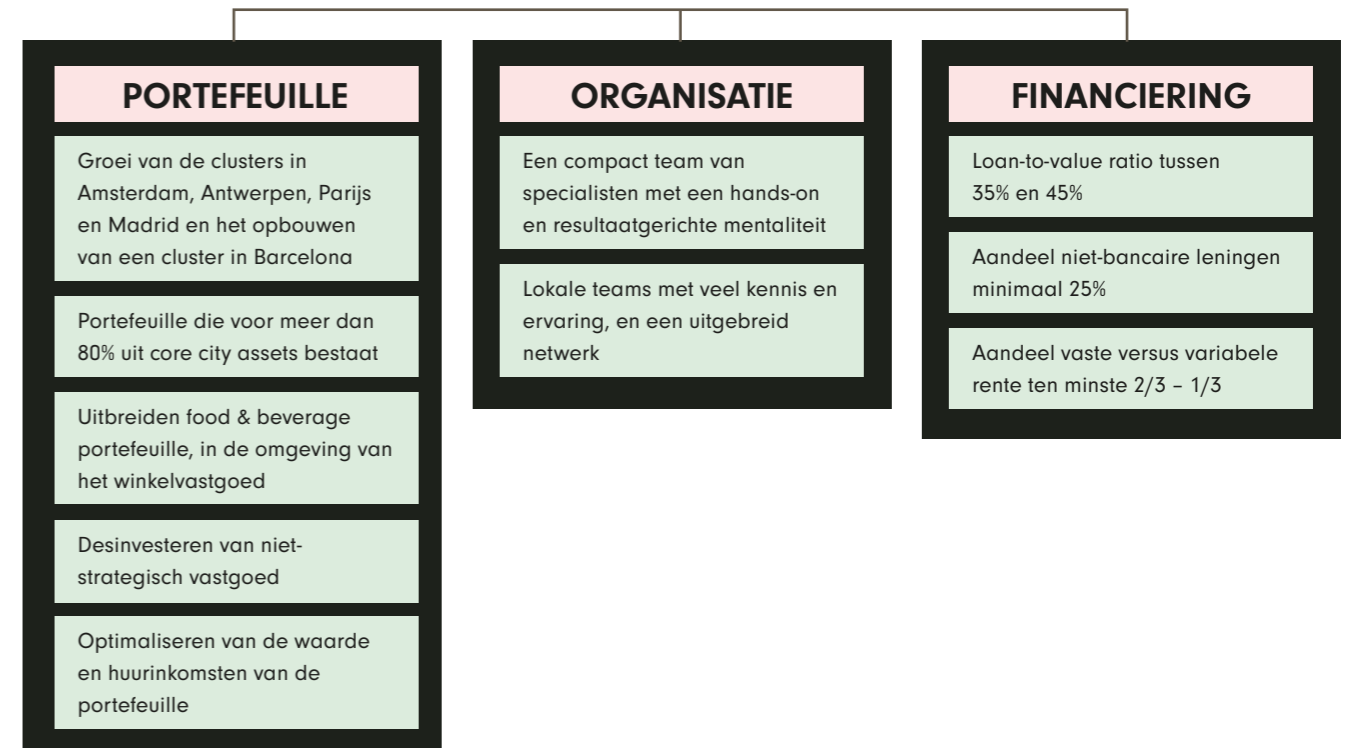 PORTEFEUILLE
Groei van de clusters in
Amsterdam, Antwerpen, Parijs
en Madrid en het opbouwen
van een cluster in Barcelona
Portefeuille die voor meer dan
80% uit core city assets bestaat
Uitbreiden food & beverage
portefeuille, in de omgeving van
het winkelvastgoed
Desinvesteren van niet-
strategisch vastgoed
Optimaliseren van de waarde
en huurinkomsten van de
portefeuille
ORGANISATIE
Een compact team van
specialisten met een hands-on
en resultaatgerichte mentaliteit
Lokale teams met veel kennis en
ervaring, en een uitgebreid
netwerk
FINANCIERING
Loan-to-value ratio tussen
35% en 45%
Aandeel niet-bancaire leningen
minimaal 25%
Aandeel vaste versus variabele
rente ten minste 2/3 – 1/3